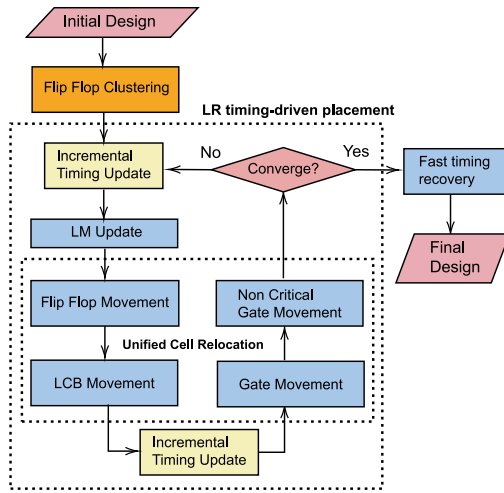 Initial Design
Flip Flop Clustering
LR timing-driven placement
Incremental
Timing Update
No
Converge?
Yes
Fast timing
recovery
LM Update
Final
Design
Flip Flop Movement
Non Critical
Gate Movement
Unified Cell Relocation
LCB Movement
Gate Movement
Incremental
Timing Update